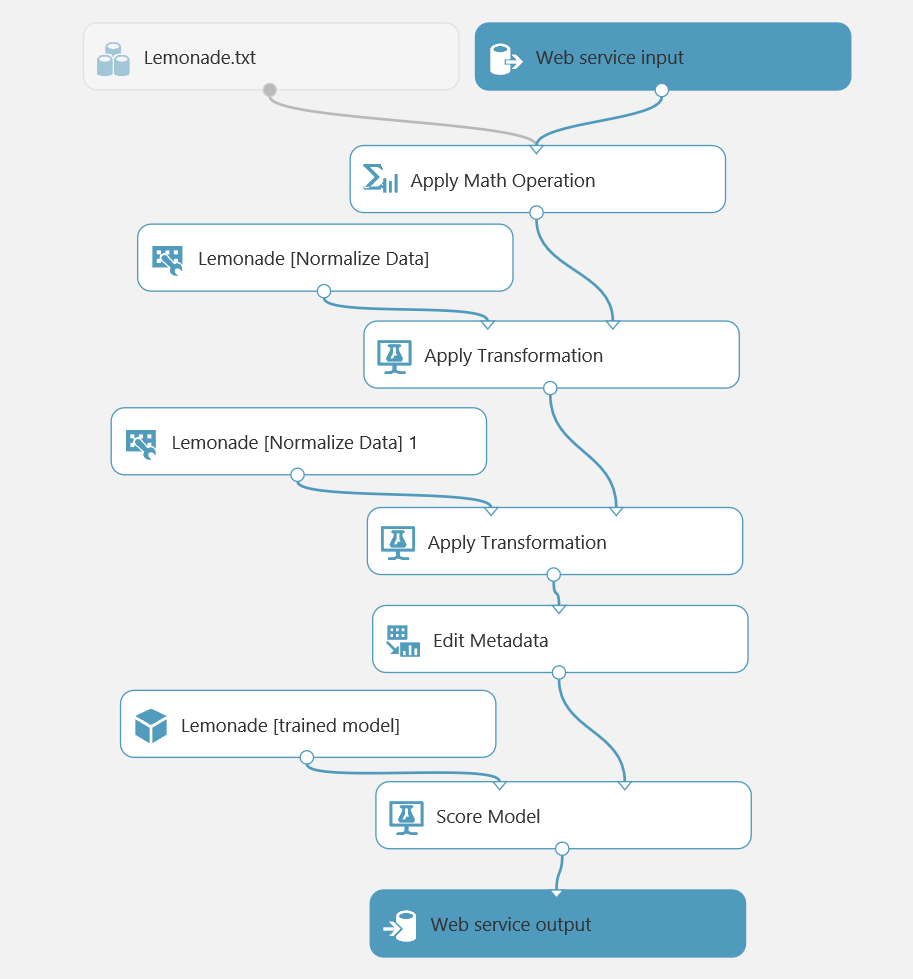 Lemonade.txt
Web service input
Apply Math Operation
Lemonade [Normalize Data]
Apply Transformation
Lemonade [Normalize Data] 1
Apply Transformation
Edit Metadata
Lemonade [trained model]
Score Model
Web service output